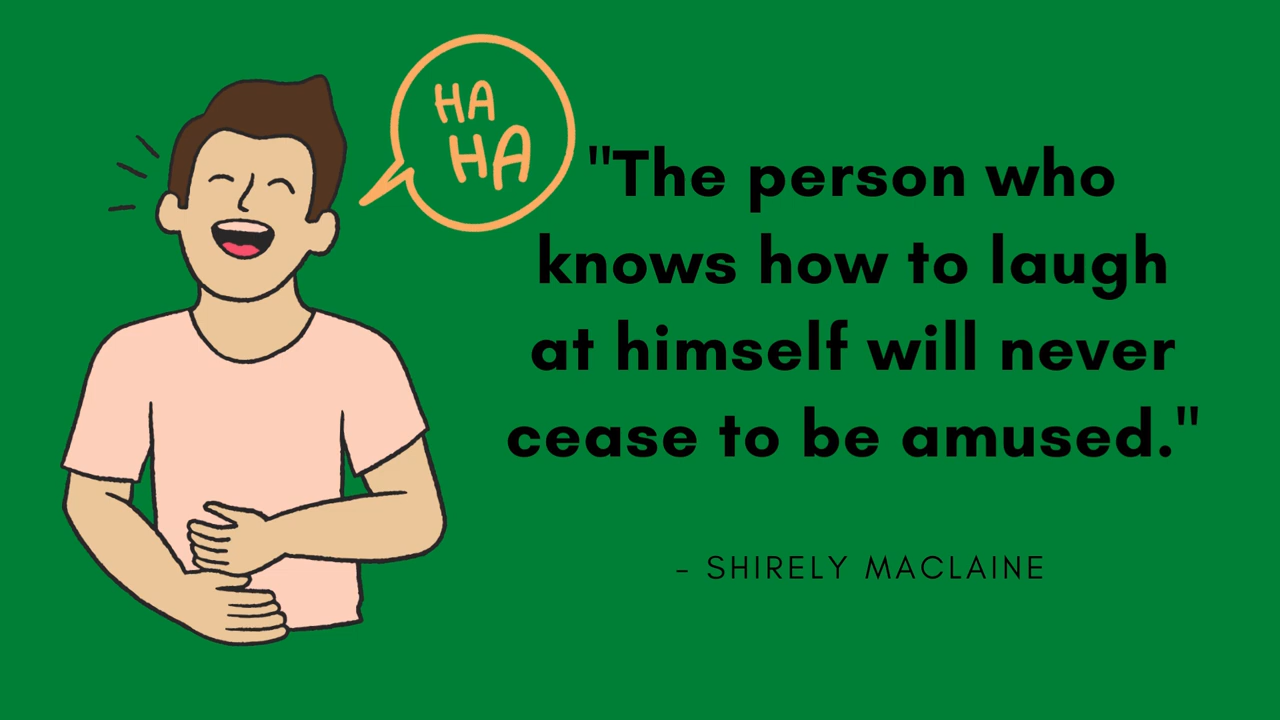 HA
HA
"The person who
knows how to laugh
at himself will never
cease to be amused."
– SHIRELY MACLAINE